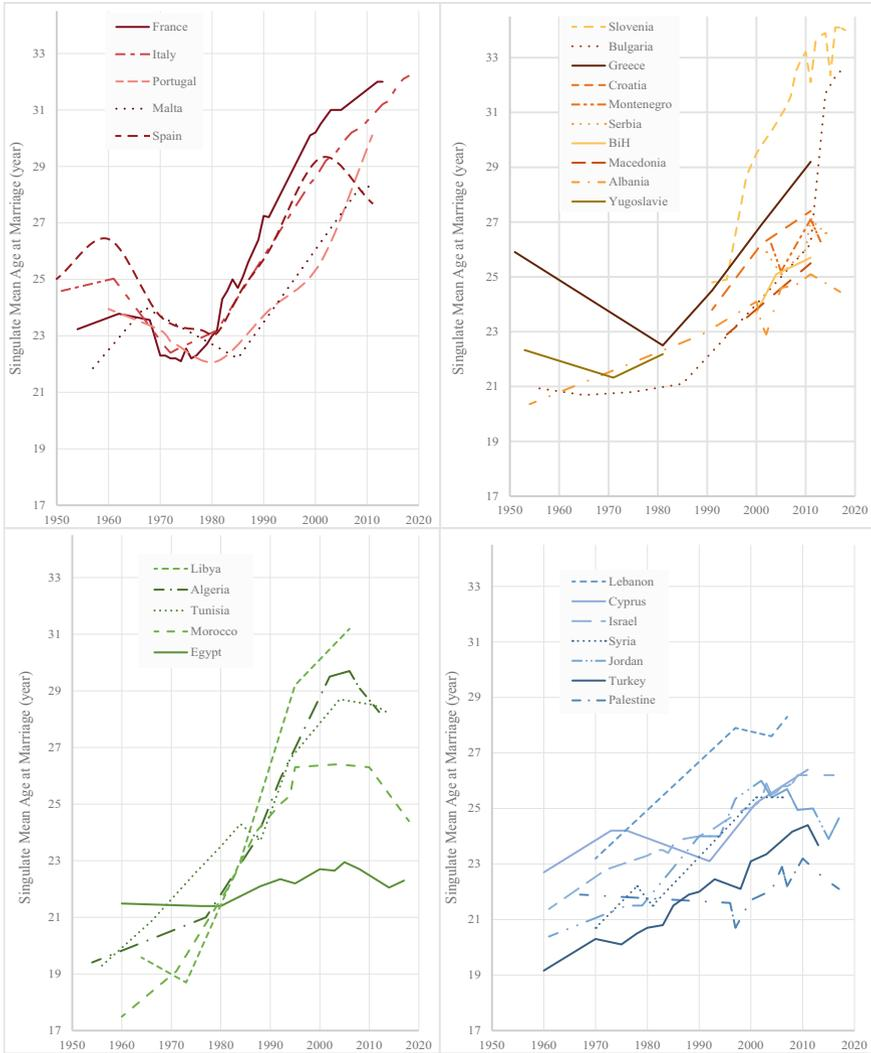 France
Italy
Portugal
Malta
Spain
33
31
29
27
25
23
21
19
17
1950 1960 1970 1980 1990 2000 2010 2020
Singulate Mean Age at Marriage (year)
Slovenia
Bulgaria
Greece
Croatia
Montenegro
Serbia
BiH
Macedonia
Albania
Yugoslavie
33
31
29
27
25
23
21
19
17
1950 1960 1970 1980 1990 2000 2010 2020
Singulate Mean Age at Marriage (year)
Libya
Algeria
Tunisia
Morocco
Egypt
33
31
29
27
25
23
21
19
17
1950 1960 1970 1980 1990 2000 2010 2020
Singulate Mean Age at Marriage (year)
Lebanon
Cyprus
Israel
Syria
Jordan
Turkey
Palestine
33
31
29
27
25
23
21
19
17
1950 1960 1970 1980 1990 2000 2010 2020
Singulate Mean Age at Marriage (year)